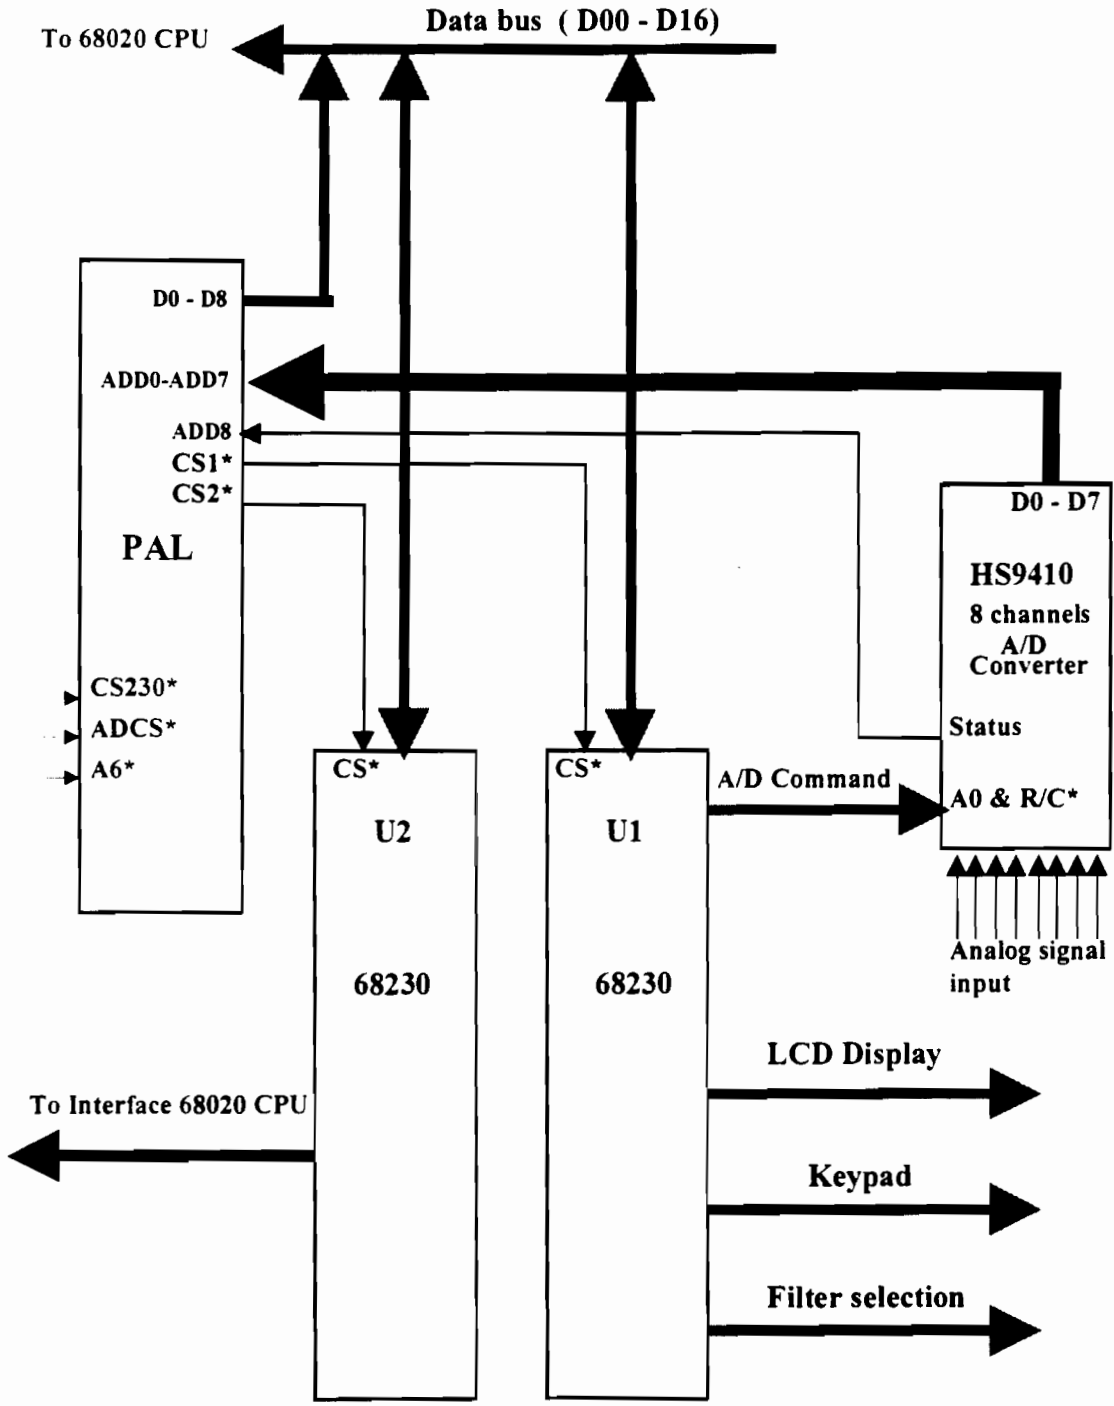 Data bus ( D00 - D16)
To 68020 CPU
D0 - D8
ADD0-ADD7
ADD8
CS1*
CS2*
PAL
CS230*
ADCS*
A6*
D0 - D7
HS9410
8 channels
A/D
Converter
Status
A0 & R/C*
Analog signal
input
CS*
U2
68230
CS*
U1
68230
A/D Command
LCD Display
To Interface 68020 CPU
Keypad
Filter selection